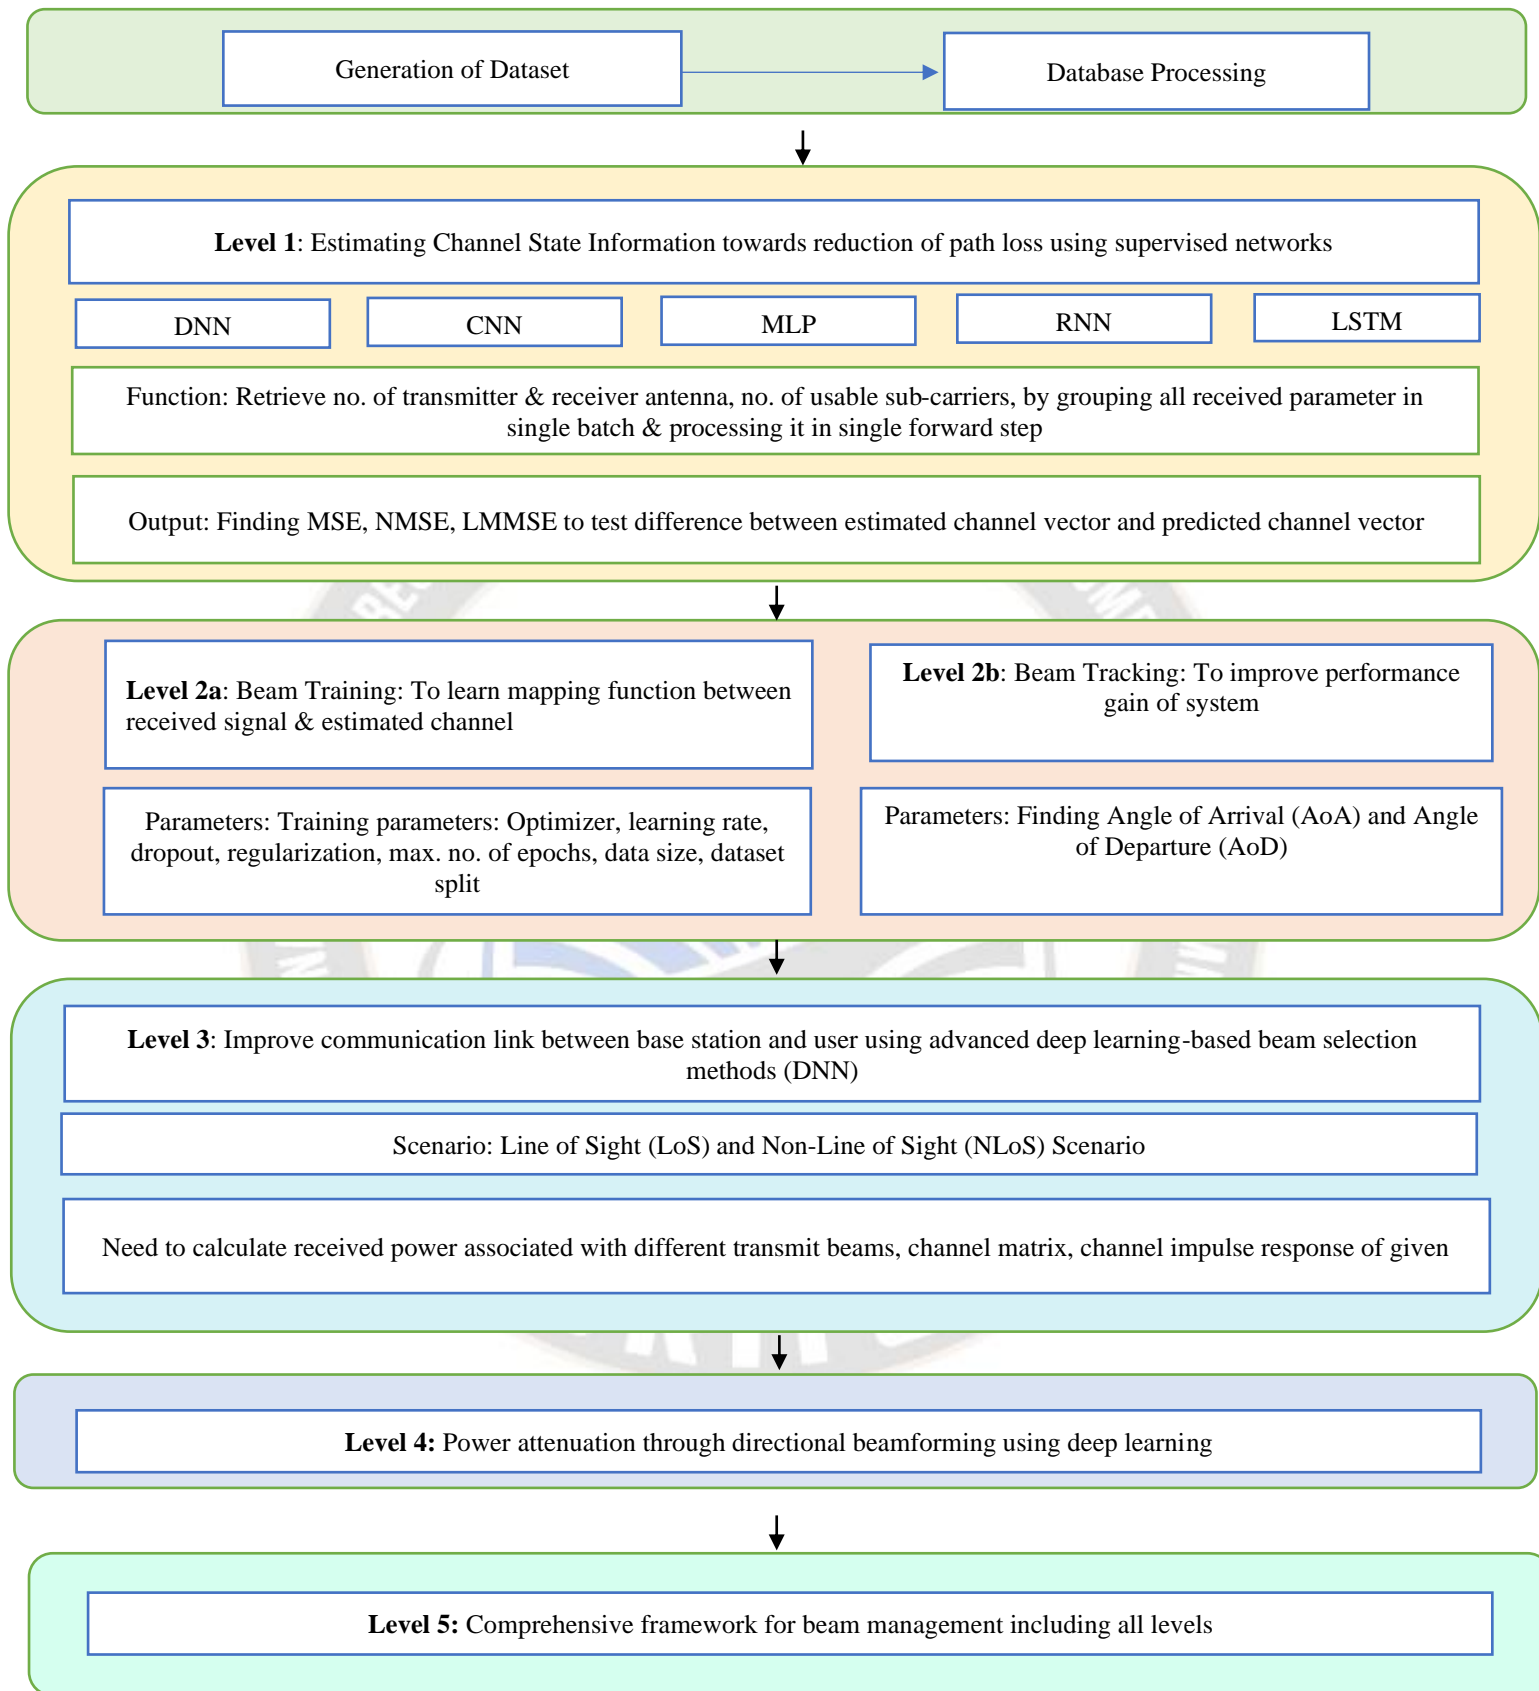 Generation of Dataset
Database Processing
Level 1: Estimating Channel State Information towards reduction of path loss using supervised networks
DNN
CNN
MLP
RNN
LSTM
Function: Retrieve no. of transmitter & receiver antenna, no. of usable sub-carriers, by grouping all received parameter in
single batch & processing it in single forward step
Output: Finding MSE, NMSE, LMMSE to test difference between estimated channel vector and predicted channel vector
Level 2a: Beam Training: To learn mapping function between
received signal & estimated channel
Level 2b: Beam Tracking: To improve performance
gain of system
Parameters: Training parameters: Optimizer, learning rate,
dropout, regularization, max. no. of epochs, data size, dataset
split
Parameters: Finding Angle of Arrival (AoA) and Angle
of Departure (AoD)
Level 3: Improve communication link between base station and user using advanced deep learning-based beam selection
methods (DNN)
Scenario: Line of Sight (LoS) and Non-Line of Sight (NLoS) Scenario
Need to calculate received power associated with different transmit beams, channel matrix, channel impulse response of given
Level 4: Power attenuation through directional beamforming using deep learning
Level 5: Comprehensive framework for beam management including all levels